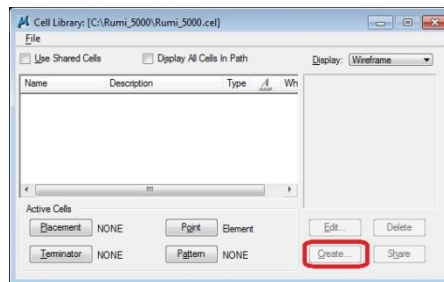 Cell Library: [C:\Rumi_5000\Rumi_5000.cel]
File
Use Shared Cells Display All Cells In Path Display: Wireframe
Name Description Type Wh
Active Cells
Placement NONE Point Element Edit... Delete
Terminator NONE Pattern NONE Create... Share